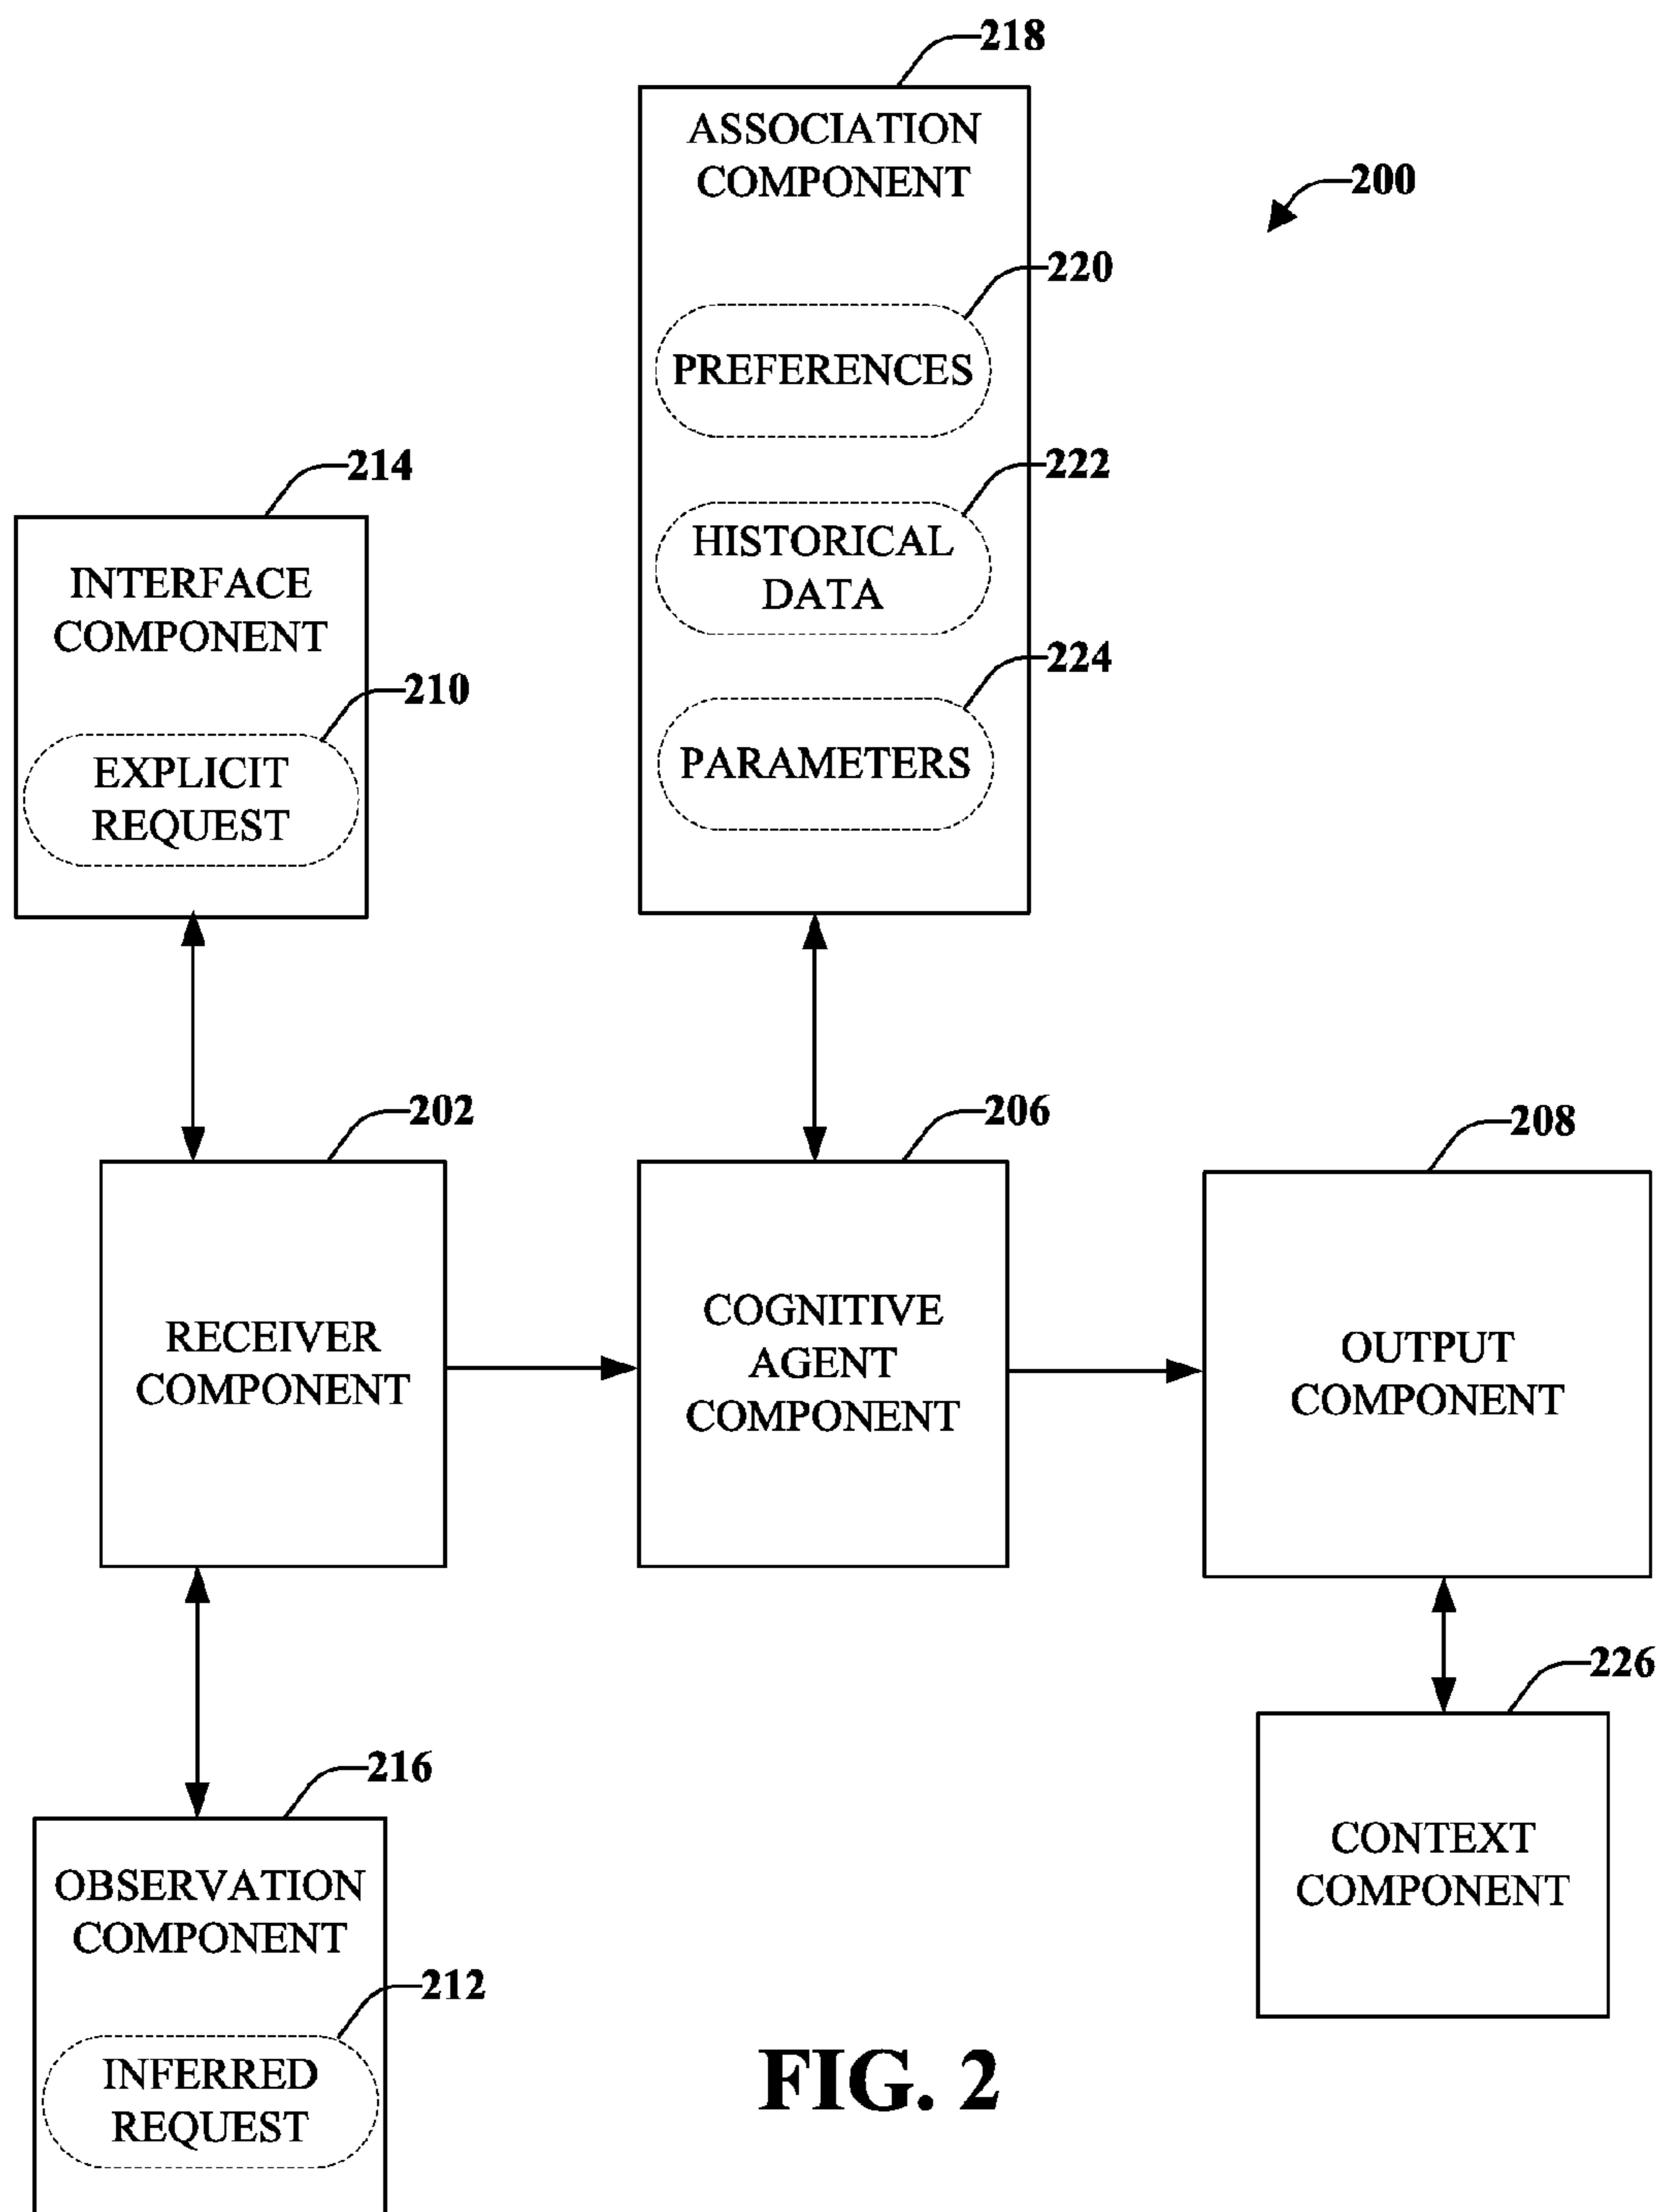 218
ASSOCIATION
COMPONENT
200
220
PREFERENCES
214
222
INTERFACE
COMPONENT
HISTORICAL
DATA
210
224
EXPLICIT
REQUEST
PARAMETERS
202
206
208
RECEIVER
COMPONENT
COGNITIVE
AGENT
COMPONENT
OUTPUT
COMPONENT
226
216
OBSERVATION
COMPONENT
CONTEXT
COMPONENT
212
INFERRED
REQUEST
FIG. 2